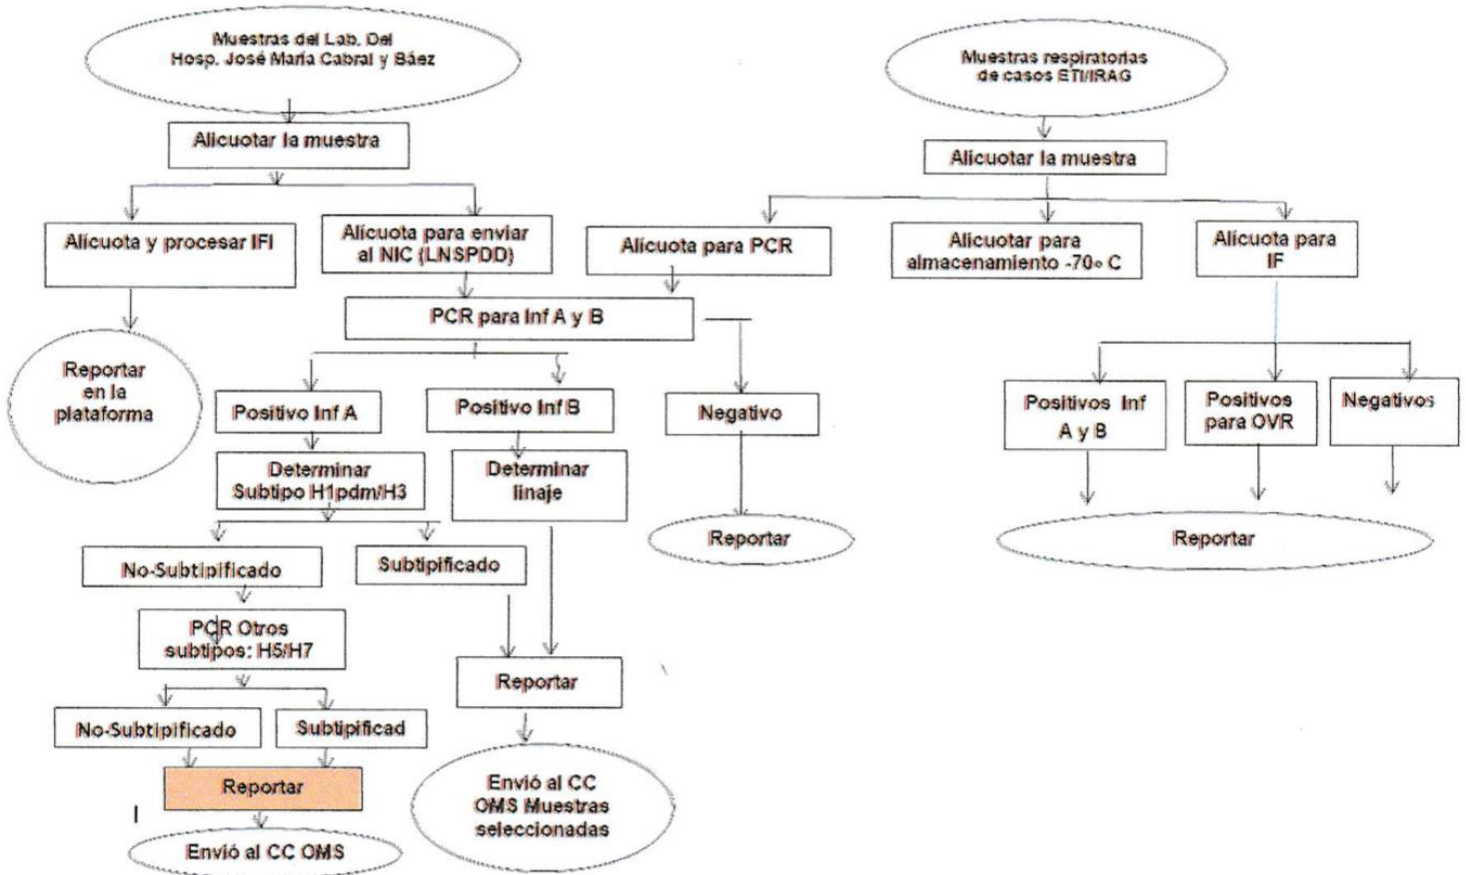 Muestras del Lab. Del
Hosp. José María Cabral y Báez
Muestras respiratorias
de casos ETI/IRAG
Alicuotar la muestra
Alicuotar la muestra
Alícuota y procesar IFI
Alícuota para enviar
al NIC (LNSPDD)
Alícuota para PCR
Alicuotar para
almacenamiento -70° C
Alícuota para
IF
PCR para Inf A y B
Reportar
en la
plataforma
Positivo Inf A
Positivo Inf B
Negativo
Positivos Inf
A y B
Positivos
para OVR
Negativos
Determinar
Subtipo H1pdm/H3
Determinar
linaje
Reportar
Reportar
No-Subtipificado
Subtipificado
PCR Otros
subtipos: H5/H7
Reportar
No-Subtipificado
Subtipificad
Reportar
Envió al CC
OMS Muestras
seleccionadas
Envió al CC OMS